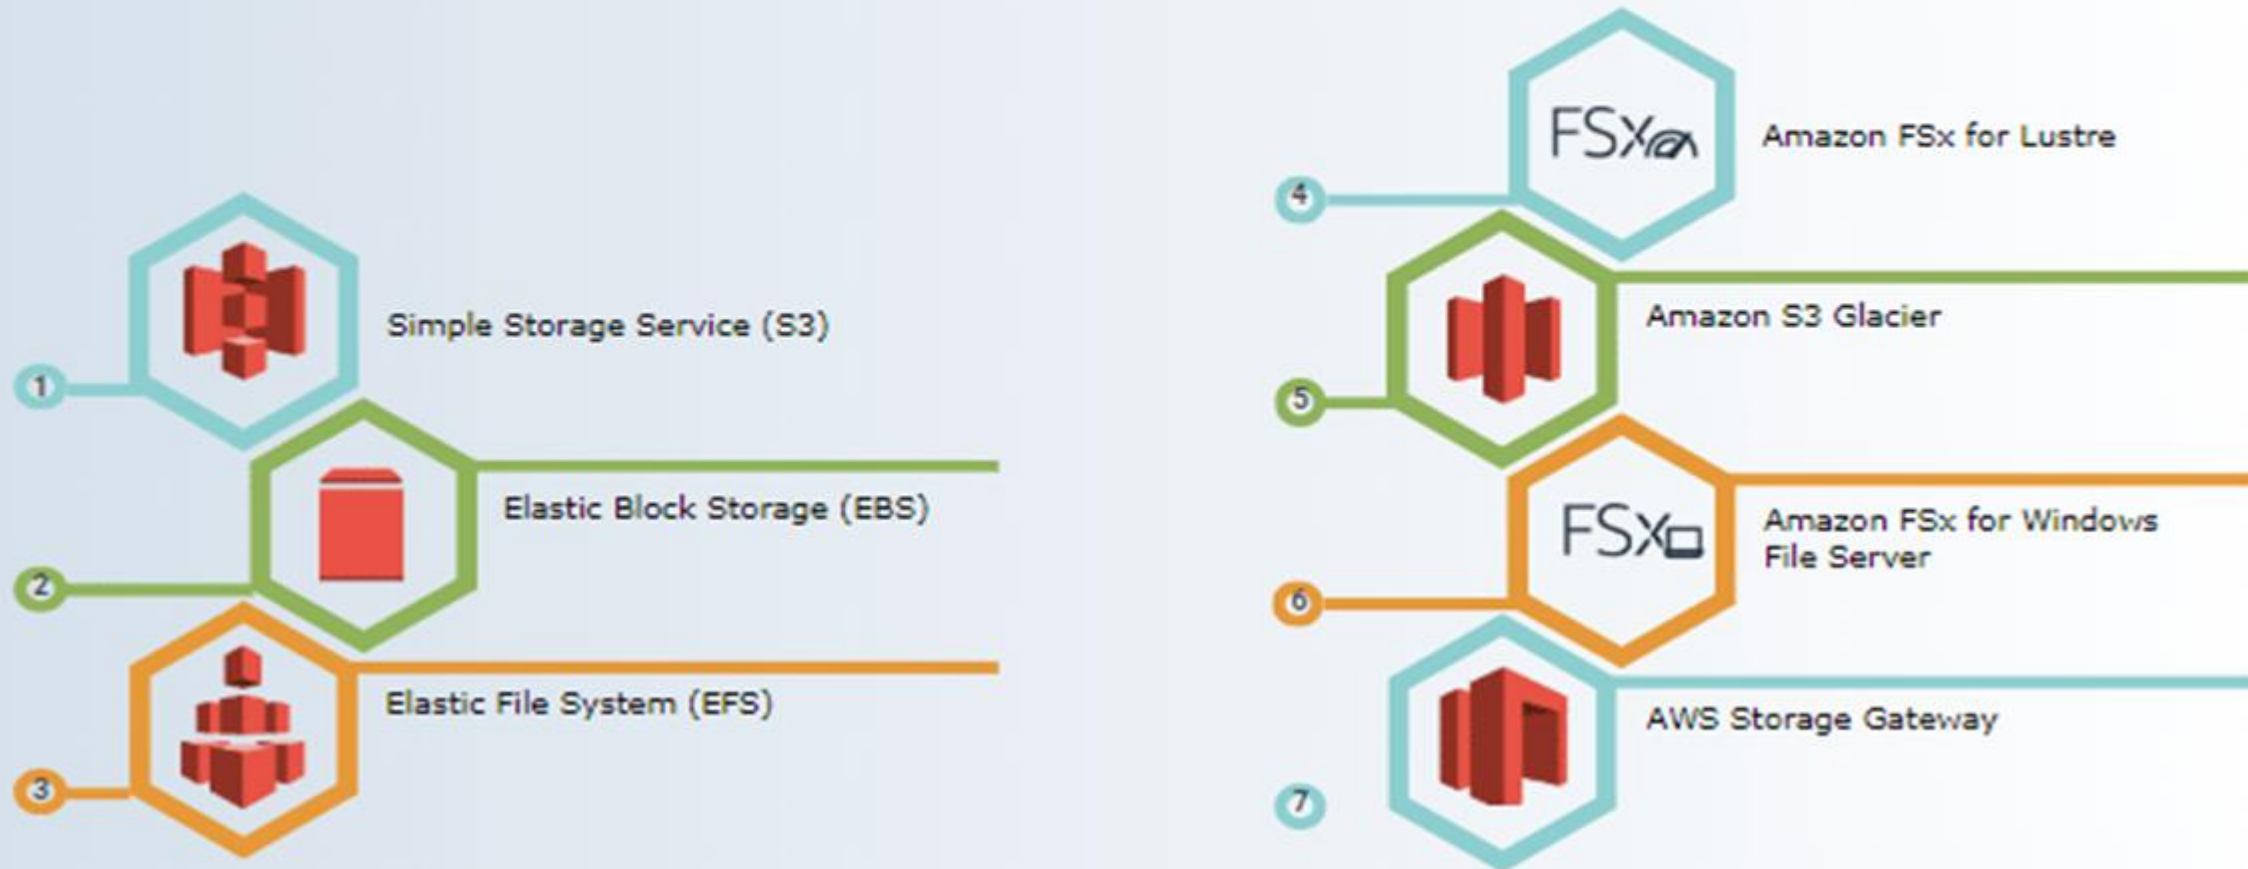 1
Simple Storage Service (S3)
2
Elastic Block Storage (EBS)
3
Elastic File System (EFS)
4
FSx
Amazon FSx for Lustre
5
Amazon S3 Glacier
6
FSx
Amazon FSx for Windows
File Server
7
AWS Storage Gateway